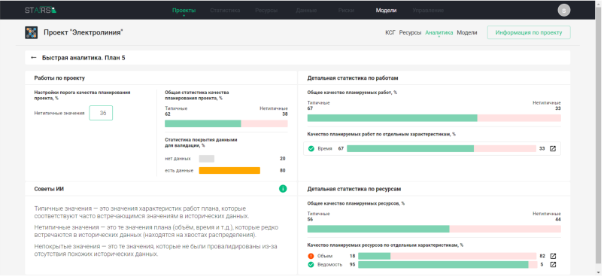 STAIRS
Проекты Статистика Ресурсы Данные Наука Модели Управление
Проект "Электролиния"
КСГ Ресурсы Аналитика Модели
Информация по проекту
← Быстрая аналитика. План 5
Работы по проекту
Настройки порога качества планирования проекта, %
Нетипичные значения 36
Общая статистика качества планирования проекта, %
Типичные Нетипичные
62 38
Статистика покрытия данными для валидации, %
нет данных 20
есть данные 80
Детальная статистика по работам
Общее качество планируемых работ, %
Типичные Нетипичные
67 33
Качество планируемых работ по отдельным характеристикам, %
Время 67 33
Советы ИИ
Типичные значения — это значения характеристик работ плана, которые
соответствуют часто встречающимся значениям в исторических данных.
Нетипичные значения — это те значения плана (объём, время и т.д.), которые редко
встречаются в исторических данных (находятся на хвостах распределения).
Непокрытые значения — это те значения, которые не были провалидированы из-за
отсутствия похожих исторических данных.
Детальная статистика по ресурсам
Общее качество планируемых ресурсов, %
Типичные Нетипичные
56 44
Качество планируемых ресурсов по отдельным характеристикам, %
Объем 18 82
Ведомость 95 5